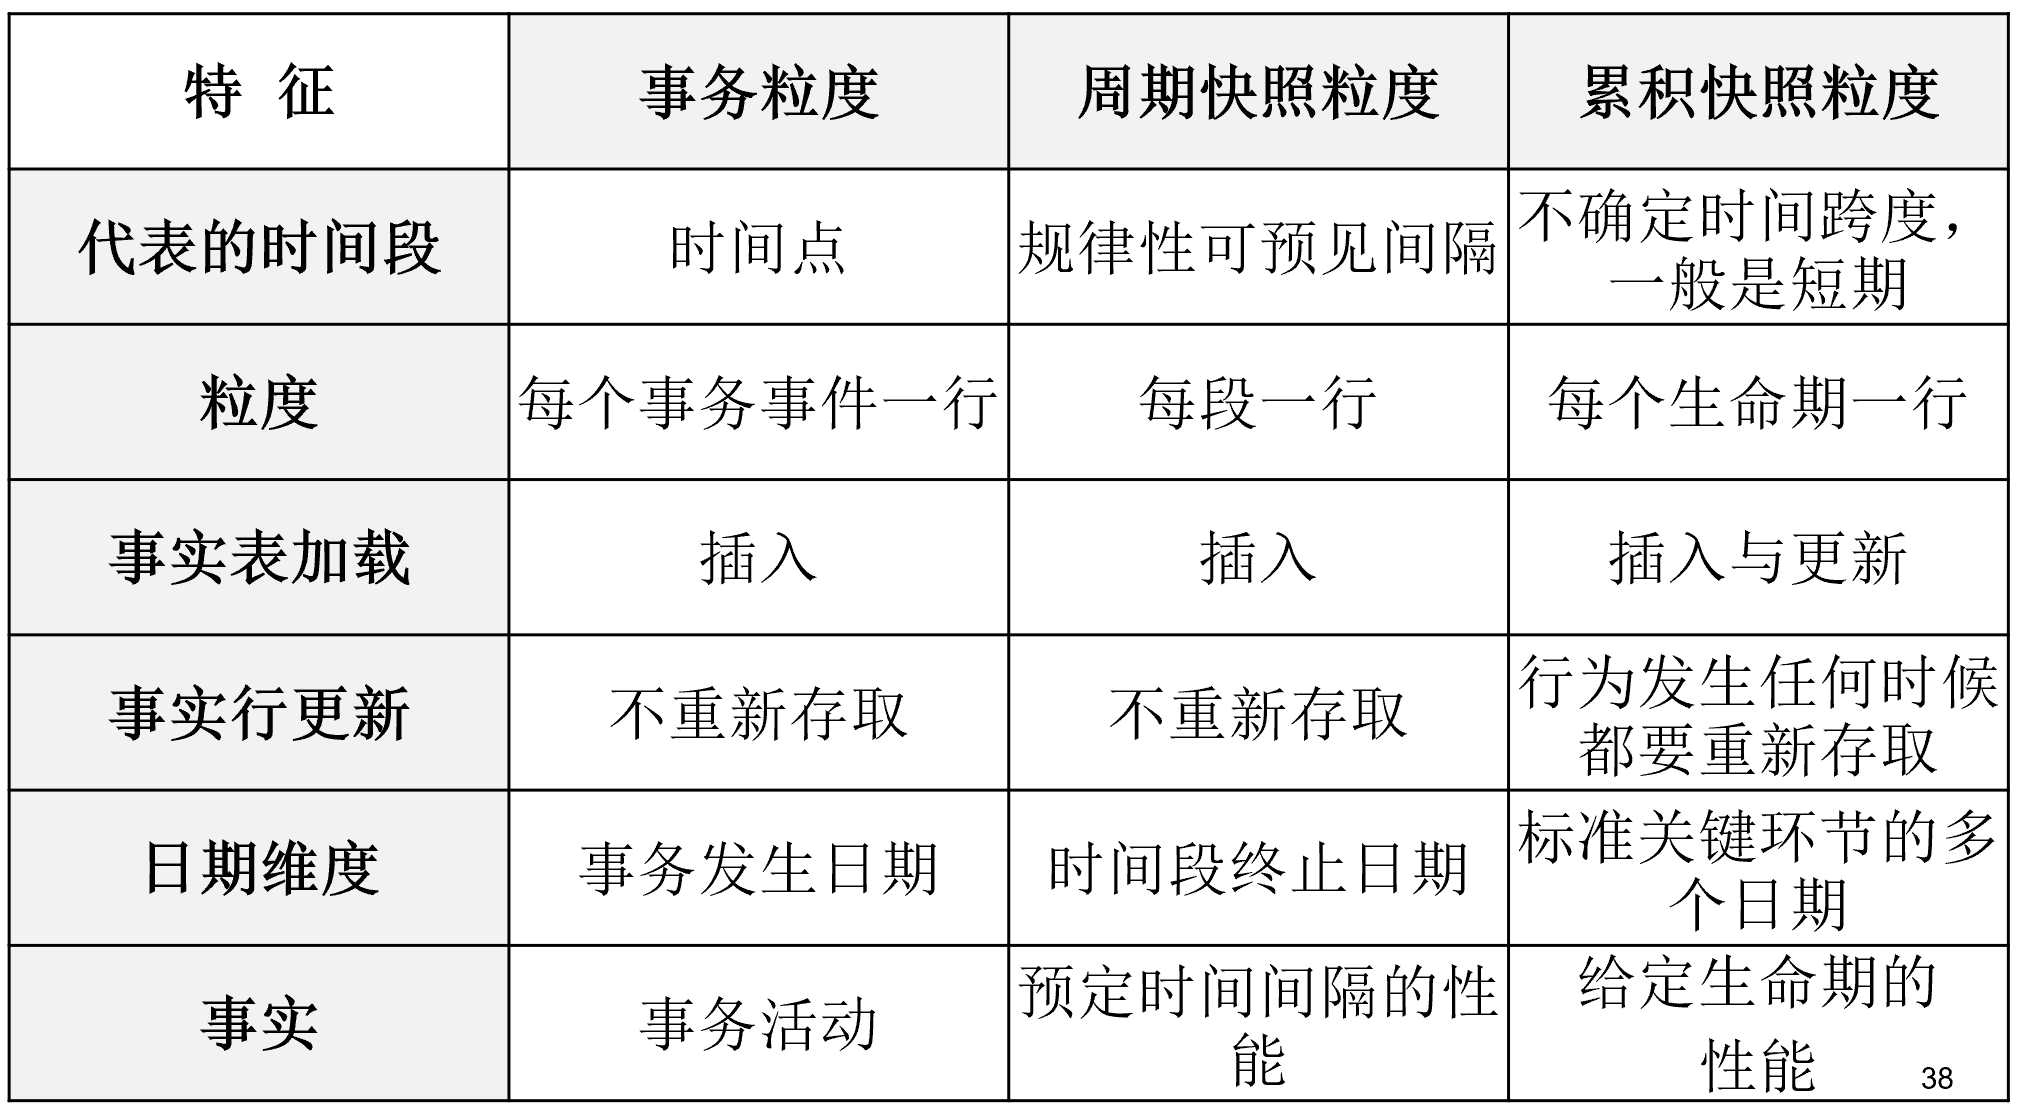 特 征
事务粒度
周期快照粒度
累积快照粒度
代表的时间段
时间点
规律性可预见间隔
不确定时间跨度，
一般是短期
粒度
每个事务事件一行
每段一行
每个生命期一行
事实表加载
插入
插入
插入与更新
事实行更新
不重新存取
不重新存取
行为发生任何时候
都要重新存取
日期维度
事务发生日期
时间段终止日期
标准关键环节的多
个日期
事实
事务活动
预定时间间隔的性
能
给定生命期的
性能
38